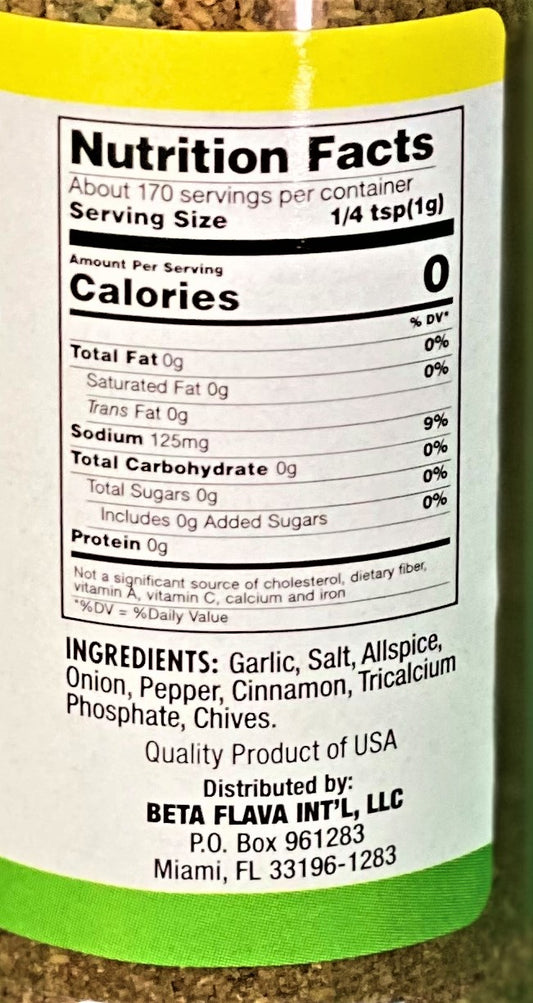 Nutrition Facts
About 170 servings per container
Serving Size 1/4 tsp(1g)
Amount Per Serving
Calories 0
% DV*
Total Fat 0g 0%
Saturated Fat 0g 0%
Trans Fat 0g
Sodium 125mg 9%
Total Carbohydrate 0g 0%
Total Sugars 0g 0%
Includes 0g Added Sugars 0%
Protein 0g
Not a significant source of cholesterol, dietary fiber,
vitamin A, vitamin C, calcium and iron
*%DV = %Daily Value
INGREDIENTS: Garlic, Salt, Allspice,
Onion, Pepper, Cinnamon, Tricalcium
Phosphate, Chives.
Quality Product of USA
Distributed by:
BETA FLAVA INT'L, LLC
P.O. Box 961283
Miami, FL 33196-1283